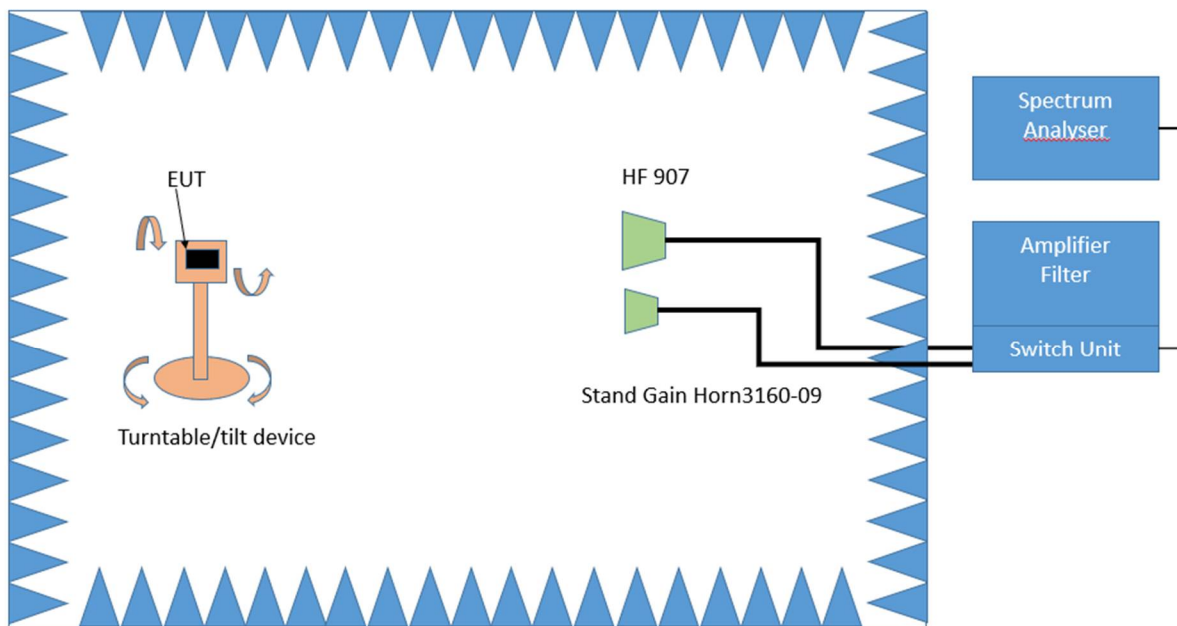 Spectrum
Analyser
HF 907
EUT
Amplifier
Filter
Switch Unit
Stand Gain Horn3160-09
Turntable/tilt device